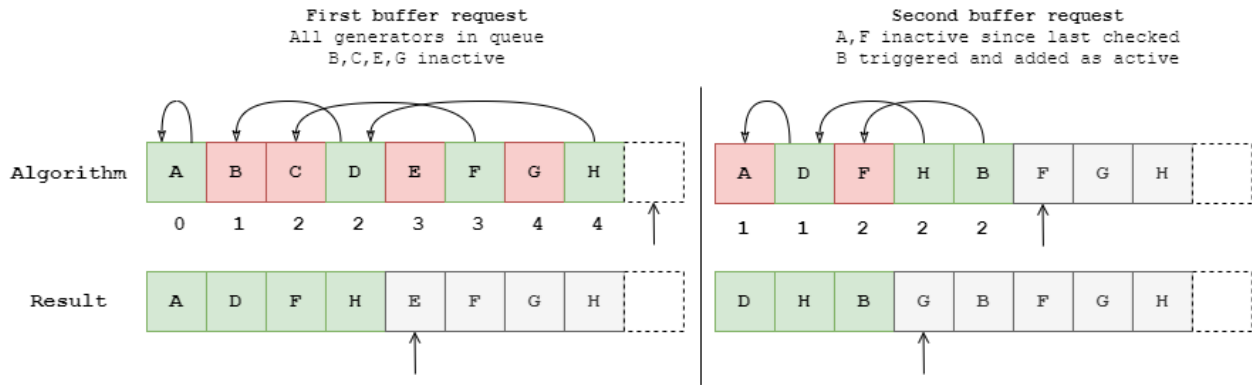 First buffer request
All generators in queue
B,C,E,G inactive
Second buffer request
A,F inactive since last checked
B triggered and added as active
Algorithm
A B C D E F G H
0 1 2 2 3 3 4 4
A D F H B F G H
1 1 2 2 2
Result
A D F H E F G H
D H B G B F G H